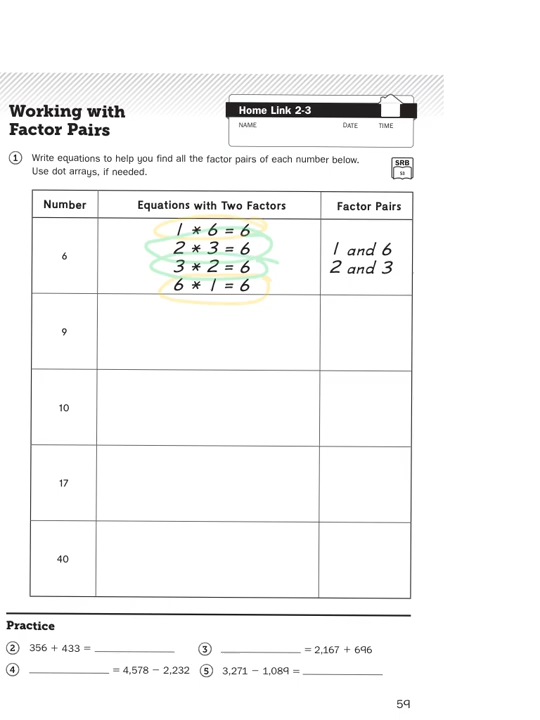 Working with
Factor Pairs
Home Link 2-3
NAME DATE TIME
① Write equations to help you find all the factor pairs of each number below.
Use dot arrays, if needed.
SRB
53
Number Equations with Two Factors Factor Pairs
6
1 * 6 = 6
2 * 3 = 6
3 * 2 = 6
6 * 1 = 6
1 and 6
2 and 3
9
10
17
40
Practice
② 356 + 433 = ____________ ③ ____________ = 2,167 + 696
④ ____________ = 4,578 − 2,232 ⑤ 3,271 − 1,089 = ____________
59